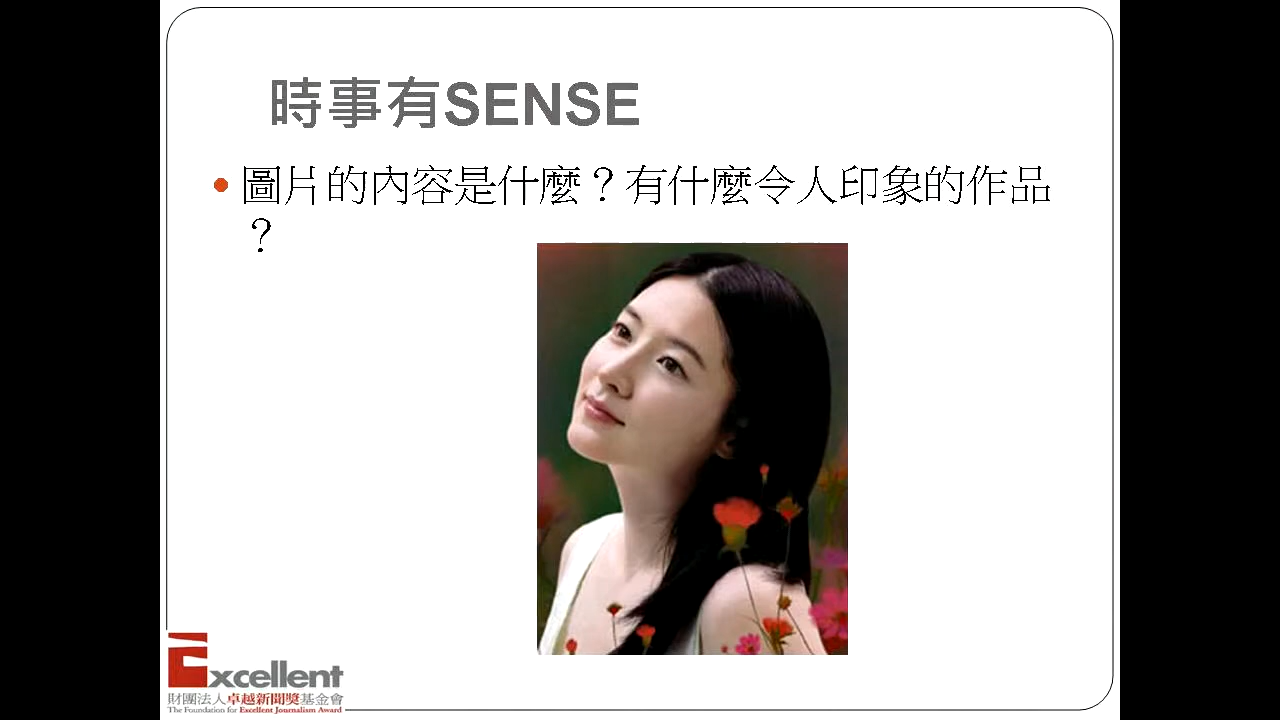 時事有SENSE
圖片的內容是什麼？有什麼令人印象的作品
？
Excellent
財團法人卓越新聞獎基金會
The Foundation for Excellent Journalism Award